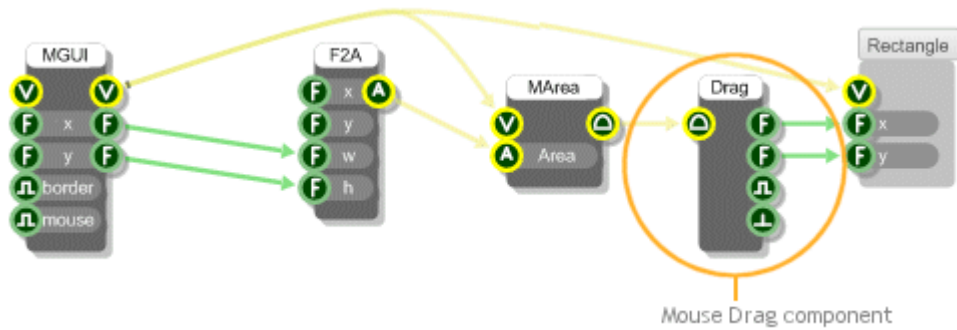 MGUI
F2A
Rectangle
MArea
Drag
V
V
F
x
F
F
y
F
border
mouse
F
x
A
F
y
F
w
F
h
V
A
Area
F
F
V
F
x
F
y
Mouse Drag component